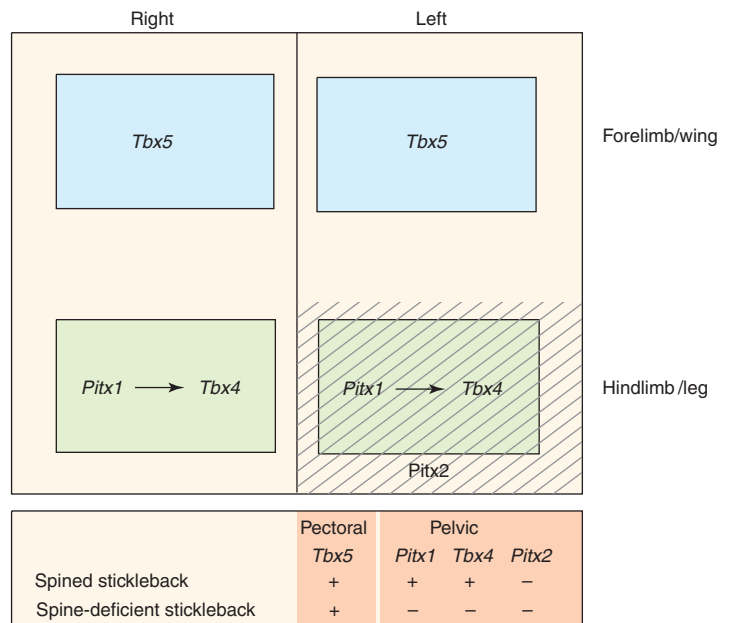 Right Left
Tbx5 Tbx5 Forelimb/wing
Pitx1 Tbx4 Pitx1 Tbx4 Hindlimb/leg
Pitx2
Pectoral Pelvic
Tbx5 Pitx1 Tbx4 Pitx2
Spined stickleback + + + –
Spine-deficient stickleback + – – –